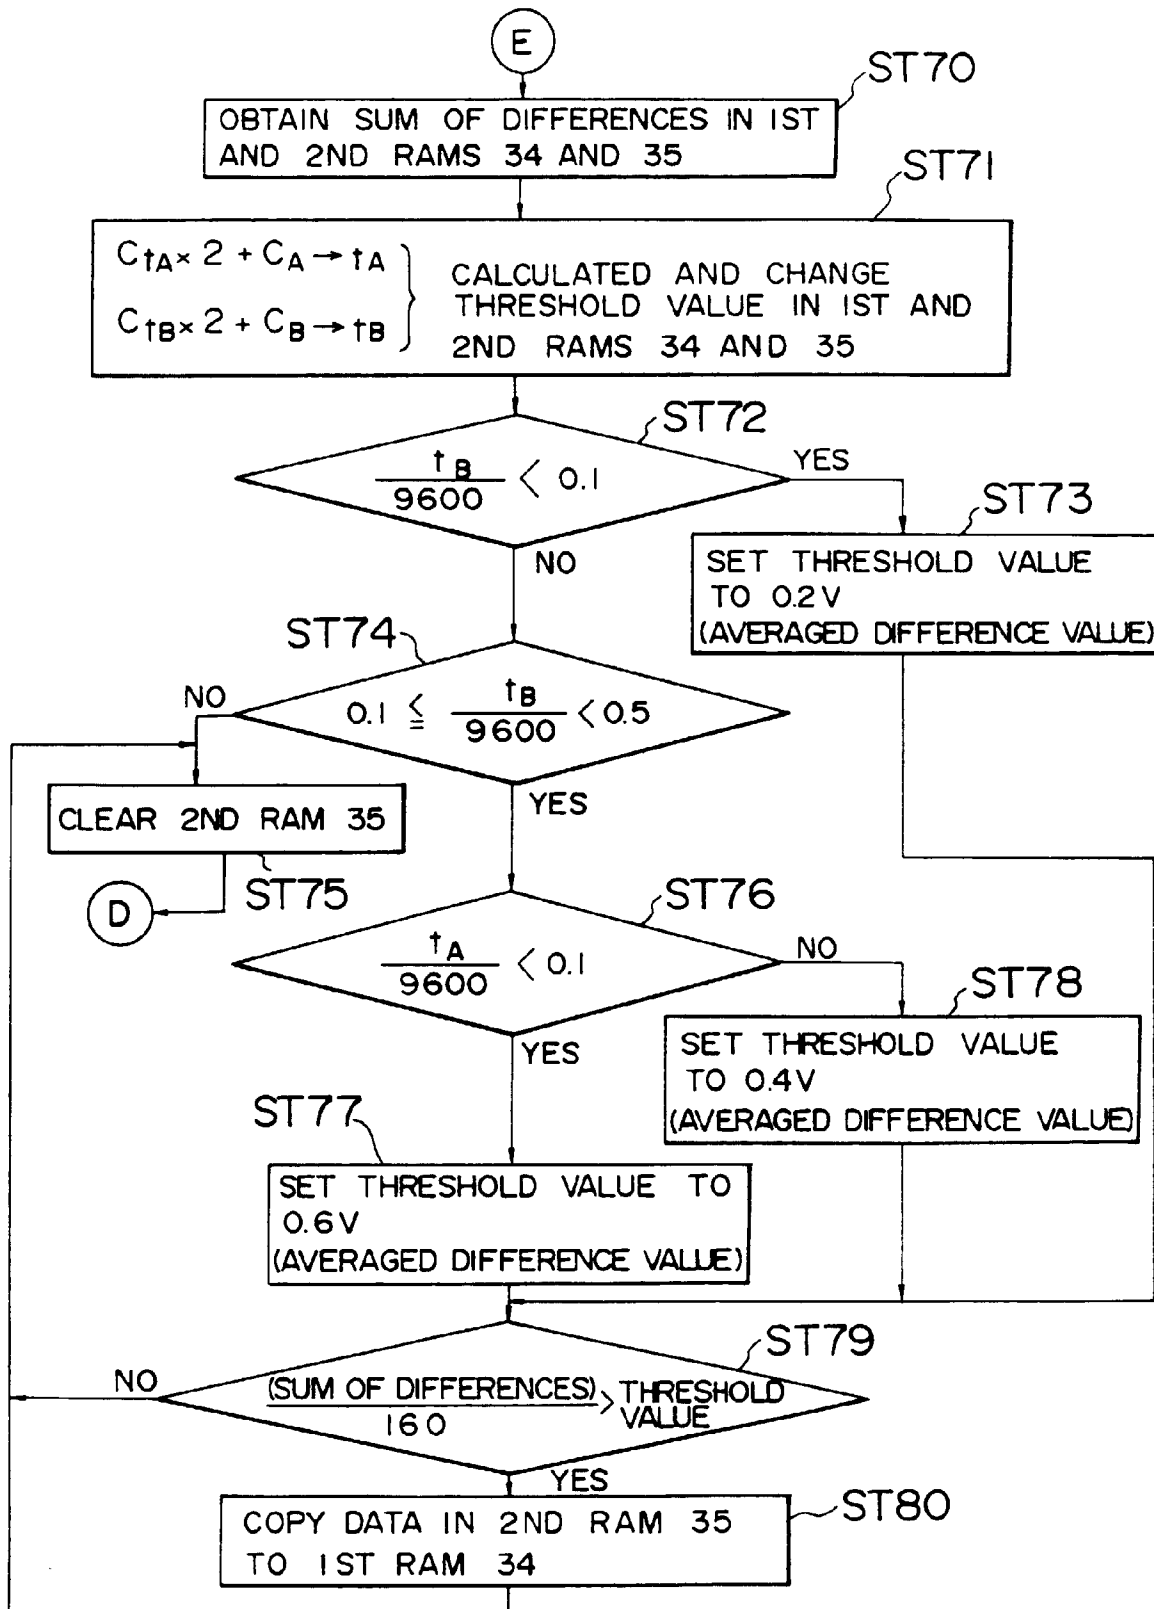 E
ST70
OBTAIN SUM OF DIFFERENCES IN 1ST
AND 2ND RAMS 34 AND 35
ST71
CtA × 2 + CA → tA
CtB × 2 + CB → tB
CALCULATED AND CHANGE
THRESHOLD VALUE IN 1ST AND
2ND RAMS 34 AND 35
ST72
tB / 9600 < 0.1
YES
NO
ST73
SET THRESHOLD VALUE
TO 0.2V
(AVERAGED DIFFERENCE VALUE)
ST74
0.1 ≦ tB / 9600 < 0.5
NO
YES
CLEAR 2ND RAM 35
ST75
D
ST76
tA / 9600 < 0.1
NO
YES
ST78
SET THRESHOLD VALUE
TO 0.4V
(AVERAGED DIFFERENCE VALUE)
ST77
SET THRESHOLD VALUE TO
0.6V
(AVERAGED DIFFERENCE VALUE)
ST79
NO
(SUM OF DIFFERENCES) / 160 > THRESHOLD
VALUE
YES
ST80
COPY DATA IN 2ND RAM 35
TO 1ST RAM 34